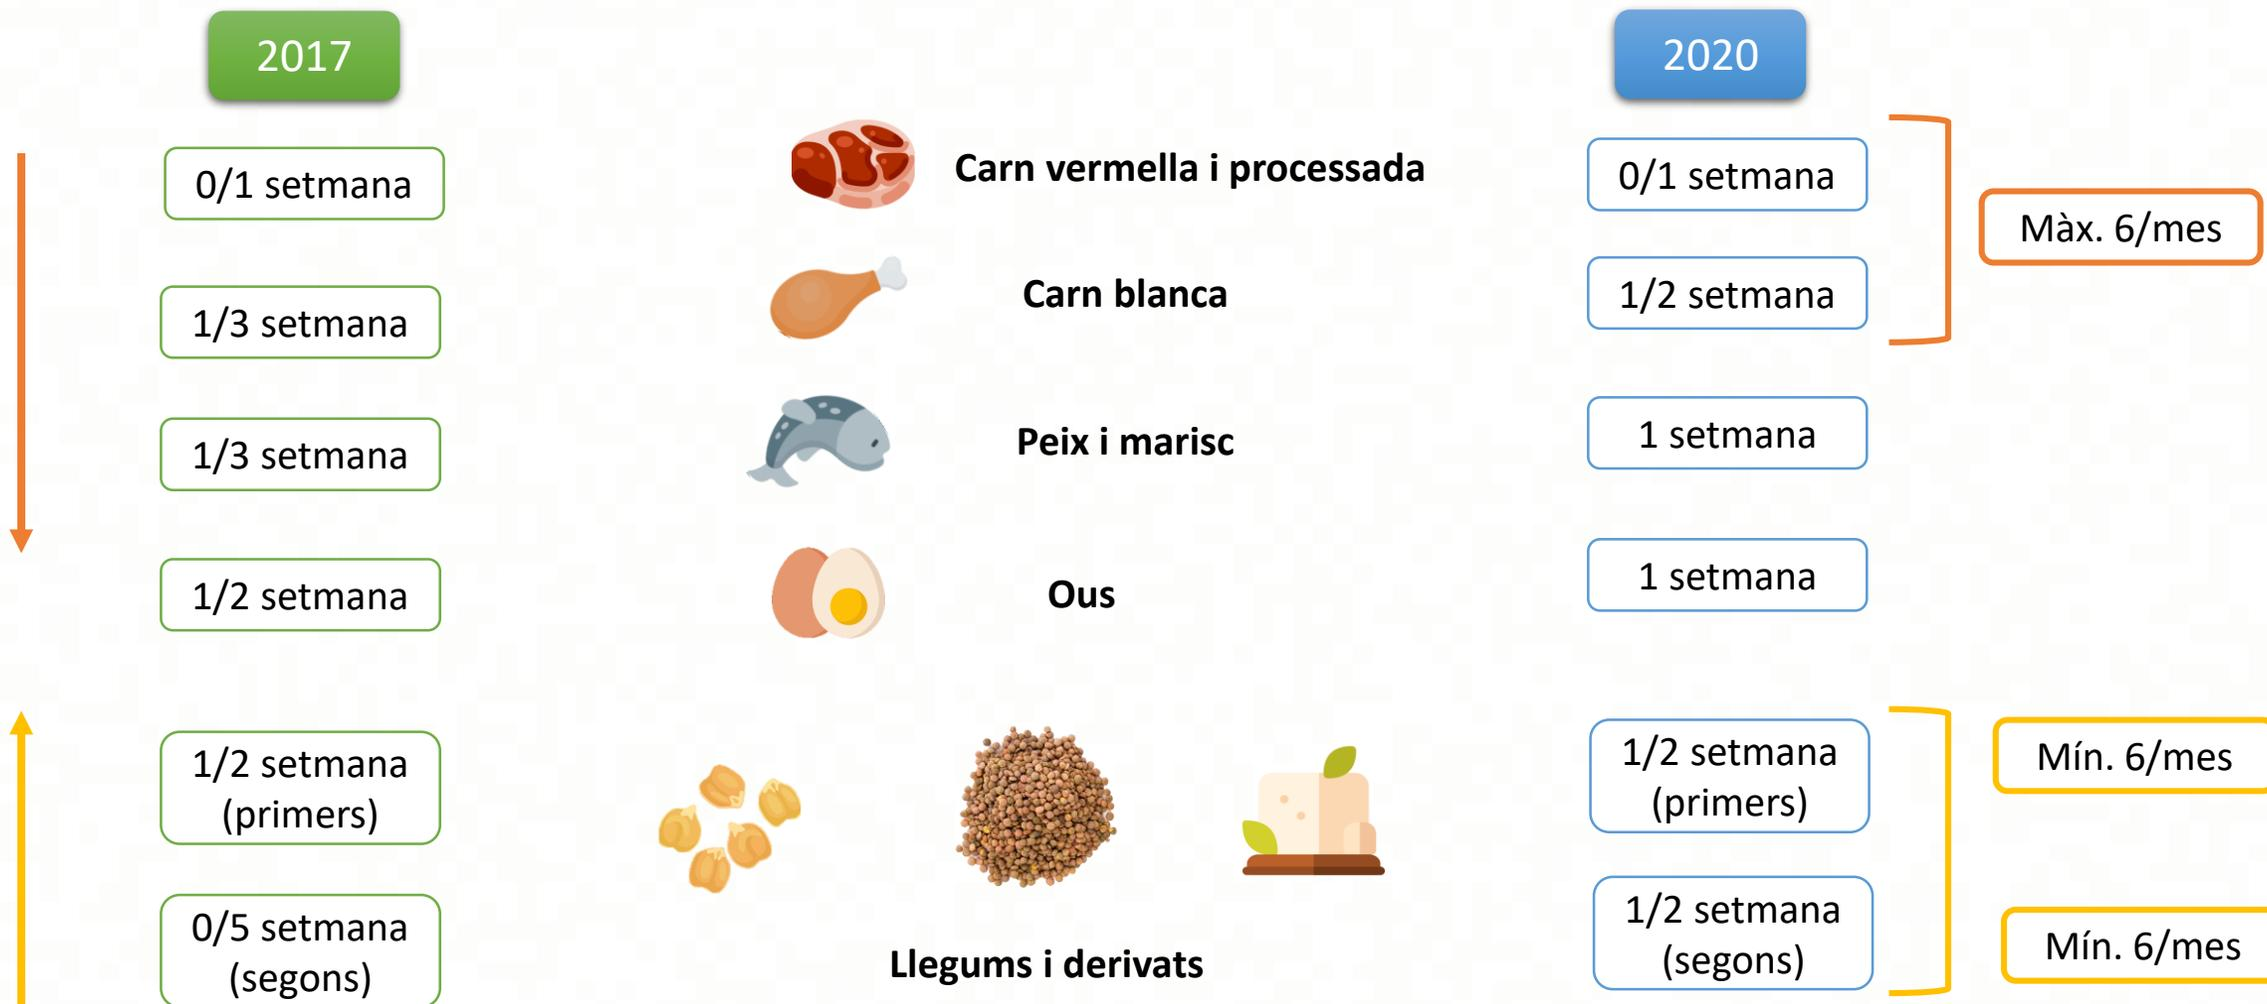 2017
2020
0/1 setmana
Carn vermella i processada
0/1 setmana
Màx. 6/mes
1/3 setmana
Carn blanca
1/2 setmana
1/3 setmana
Peix i marisc
1 setmana
1/2 setmana
Ous
1 setmana
1/2 setmana
(primers)
1/2 setmana
(primers)
Mín. 6/mes
0/5 setmana
(segons)
Llegums i derivats
1/2 setmana
(segons)
Mín. 6/mes